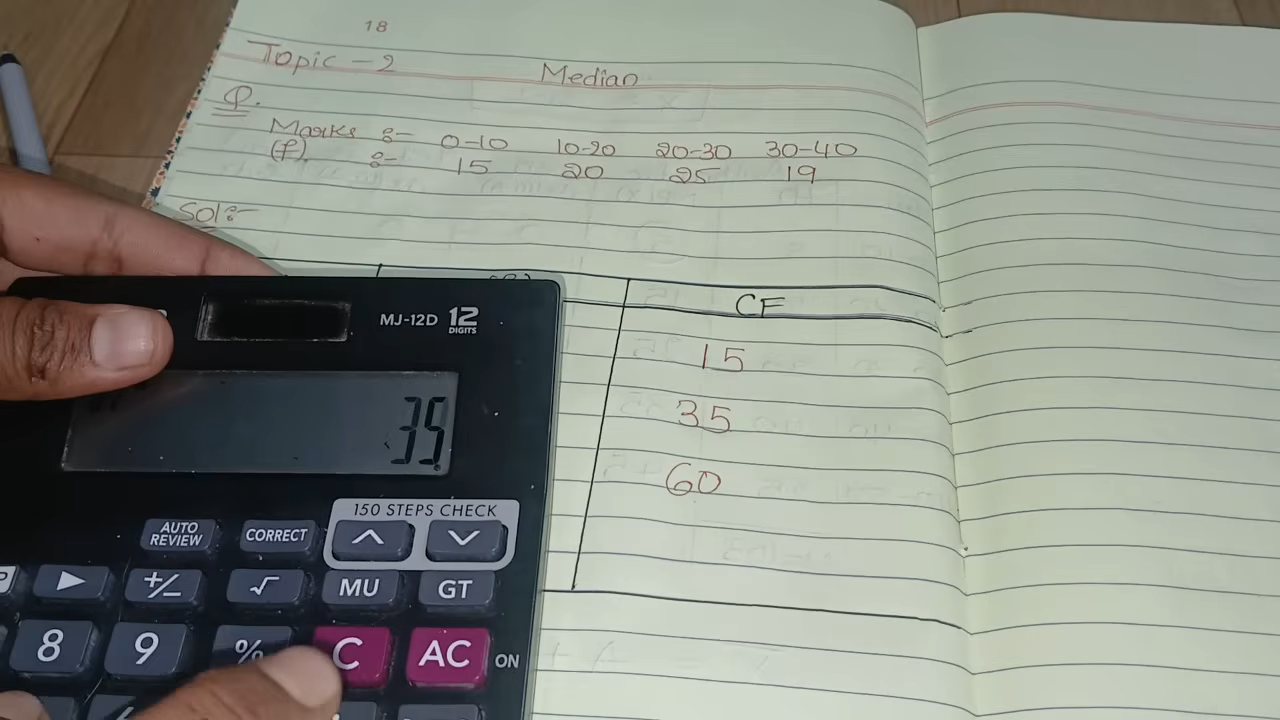 18
Topic - 2 Median
Q.
Marks :- 0-10 10-20 20-30 30-40
(f). :- 15 20 25 19
Sol:-
CF
15
35
60
MJ-12D 12 DIGITS
35.
150 STEPS CHECK
AUTO REVIEW CORRECT
+/- √ MU GT
8 9 % C AC ON